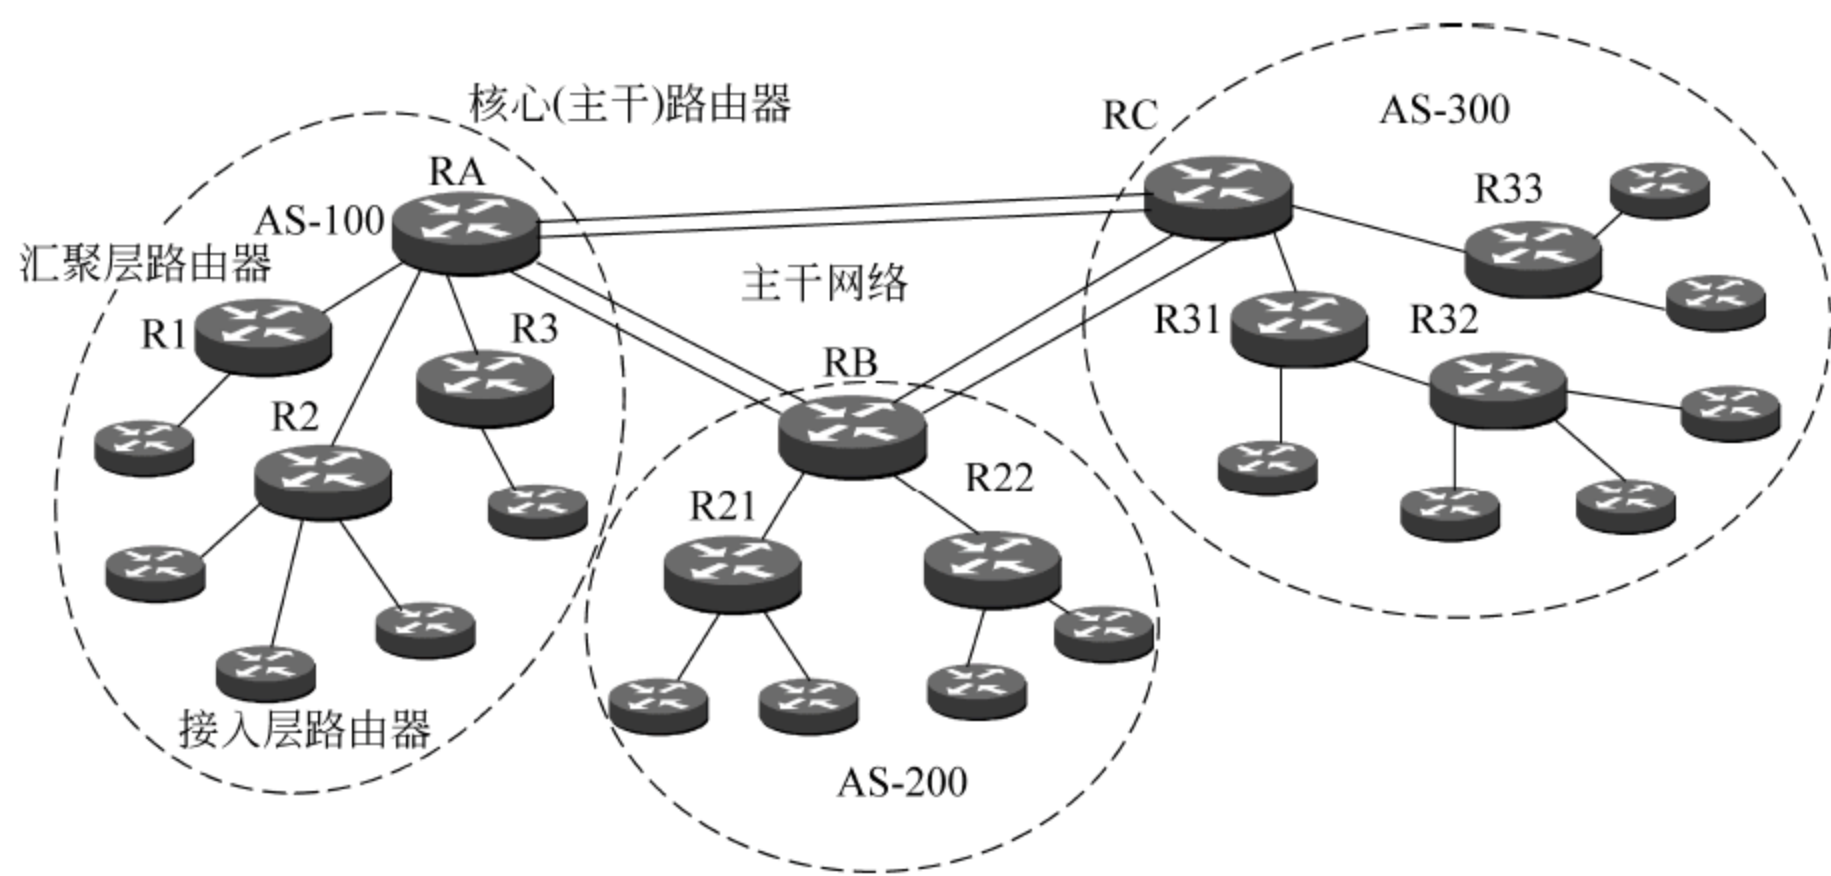 核心(主干)路由器
RC
AS-300
RA
R33
AS-100
汇聚层路由器
主干网络
R1
R3
R31
R32
RB
R2
R22
R21
接入层路由器
AS-200